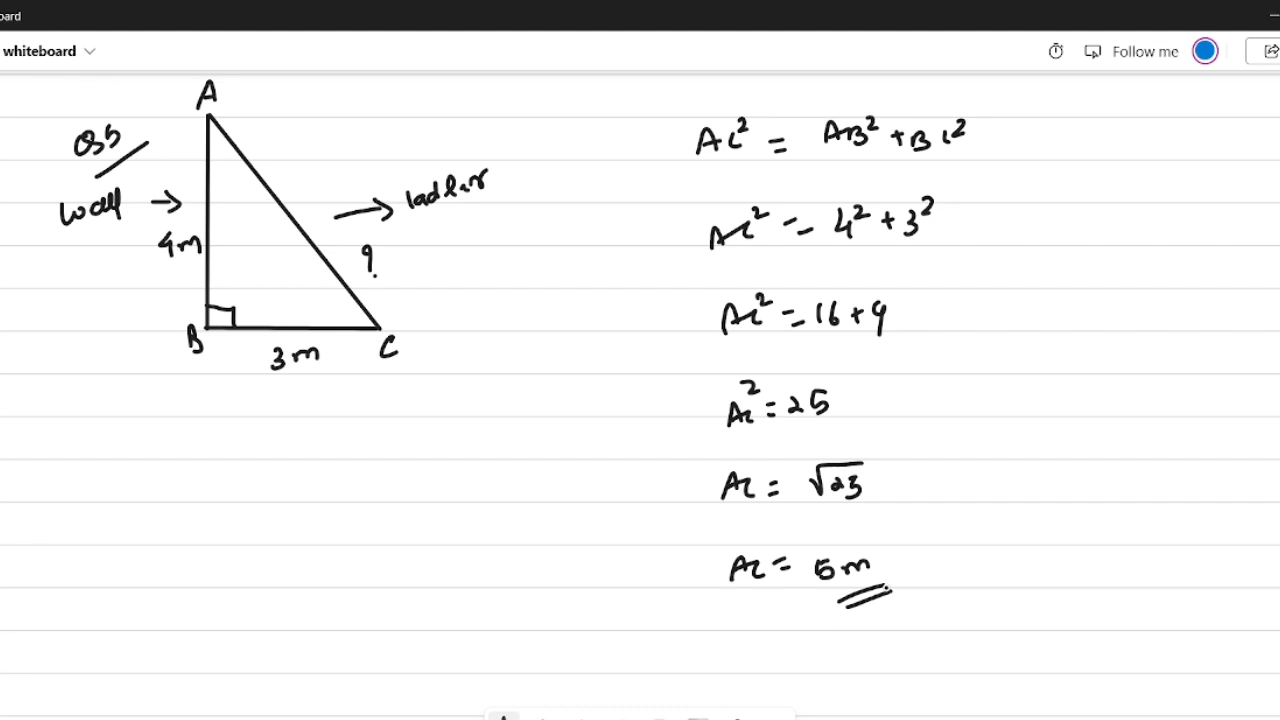 oard
whiteboard
Follow me
A
Q35
wall →
→ ladder
4m
?
B
3m
C
AC² = AB² + BC²
AC² = 4² + 3²
AC² = 16 + 9
AC² = 25
AC = √25
AC = 5m